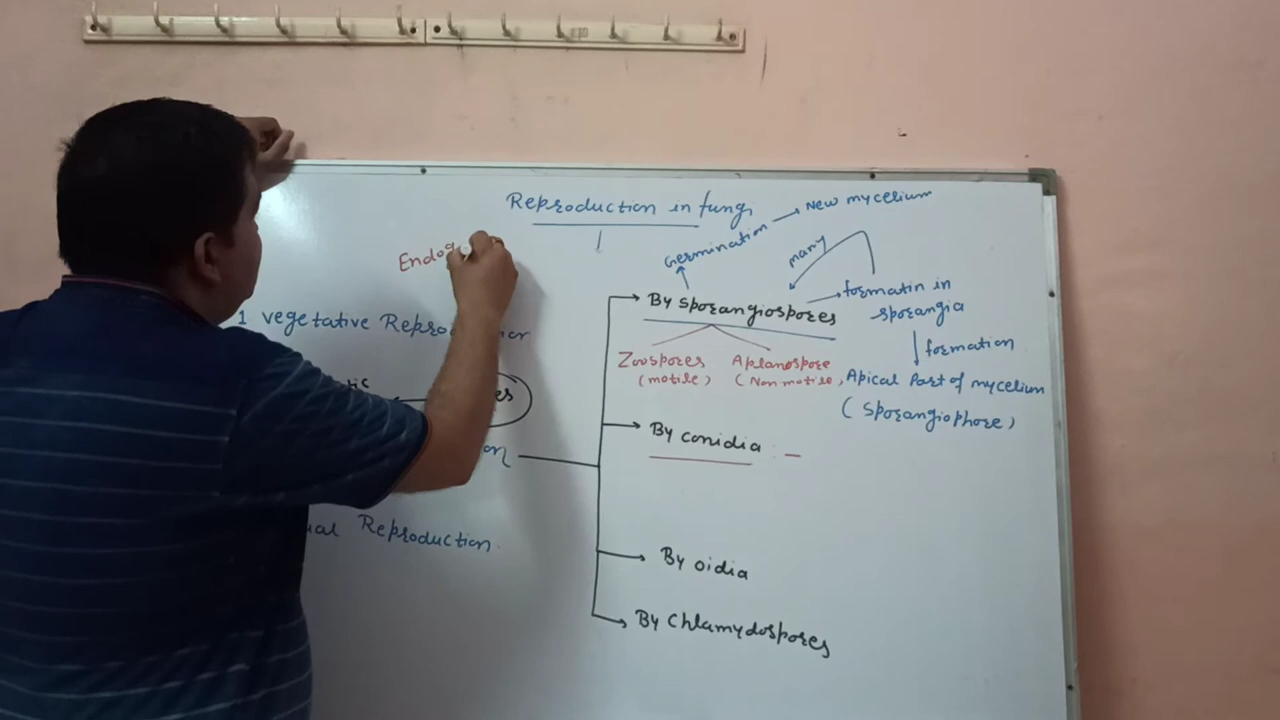 Reproduction in fungi
New mycelium
Germination
many
Endog
By sporangiospores
formatin in
sporangia
1 vegetative Reprod
formation
Zoospores
(motile)
Aplanospore
(Non motile)
Apical Part of mycelium
(Sporangiophore)
By conidia : -
Reproduction.
By oidia
By Chlamydospores